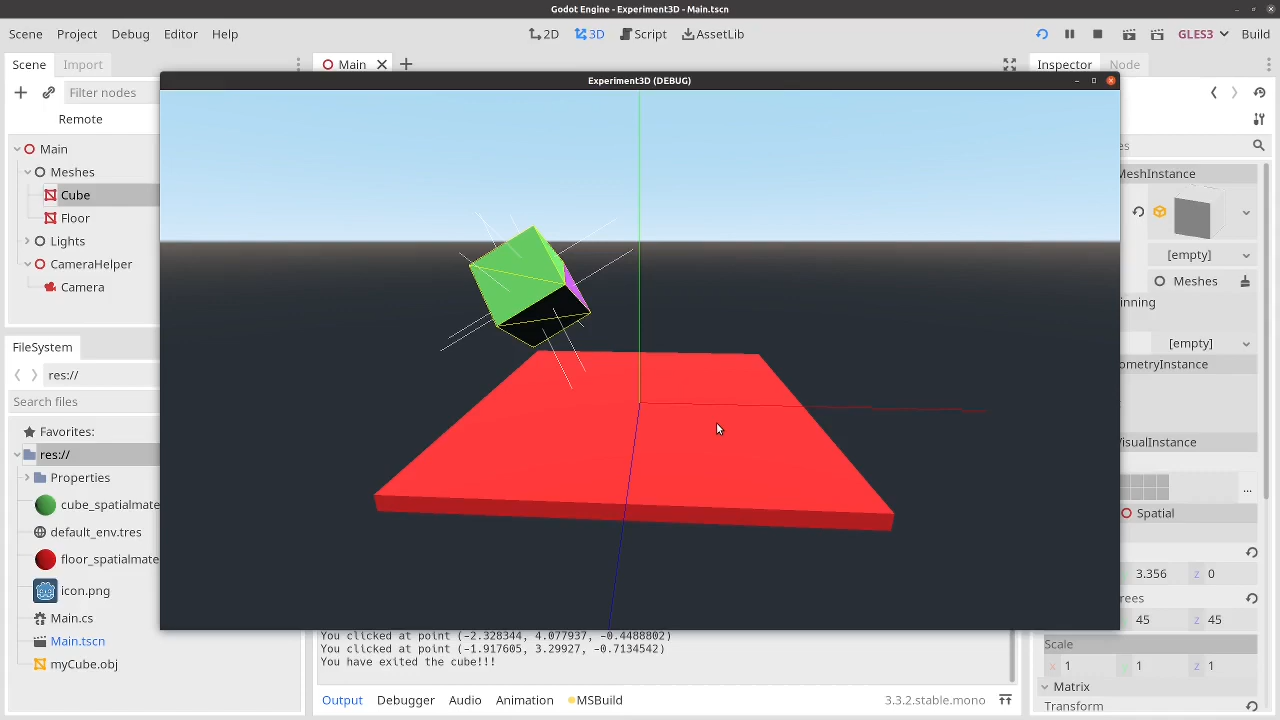 Godot Engine - Experiment3D - Main.tscn
Scene Project Debug Editor Help
2D 3D Script AssetLib
GLES3 Build
Scene Import
Main
Inspector Node
Filter nodes
Experiment3D (DEBUG)
Remote
Main
Meshes
Cube
Floor
Lights
CameraHelper
Camera
FileSystem
res://
Search files
Favorites:
res://
Properties
cube_spatialmate
default_env.tres
floor_spatialmate
icon.png
Main.cs
Main.tscn
myCube.obj
You clicked at point (-2.328344, 4.077937, -0.4488802)
You clicked at point (-1.917605, 3.29927, -0.7134542)
You have exited the cube!!!
Output Debugger Audio Animation MSBuild 3.3.2.stable.mono
es
MeshInstance
[empty]
Meshes
inning
[empty]
ometryInstance
isualInstance
...
Spatial
3.356 z 0
rees
45 z 45
Scale
x 1 y 1 z 1
Matrix
Transform